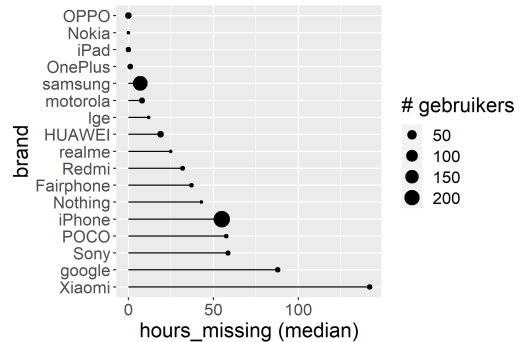 OPPO
Nokia
iPad
OnePlus
samsung
motorola
lge
HUAWEI
realme
Redmi
Fairphone
Nothing
iPhone
POCO
Sony
google
Xiaomi
brand
0 50 100
hours_missing (median)
# gebruikers
50
100
150
200